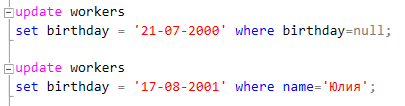 update workers
set birthday = '21-07-2000' where birthday=null;
update workers
set birthday = '17-08-2001' where name='Юлия';